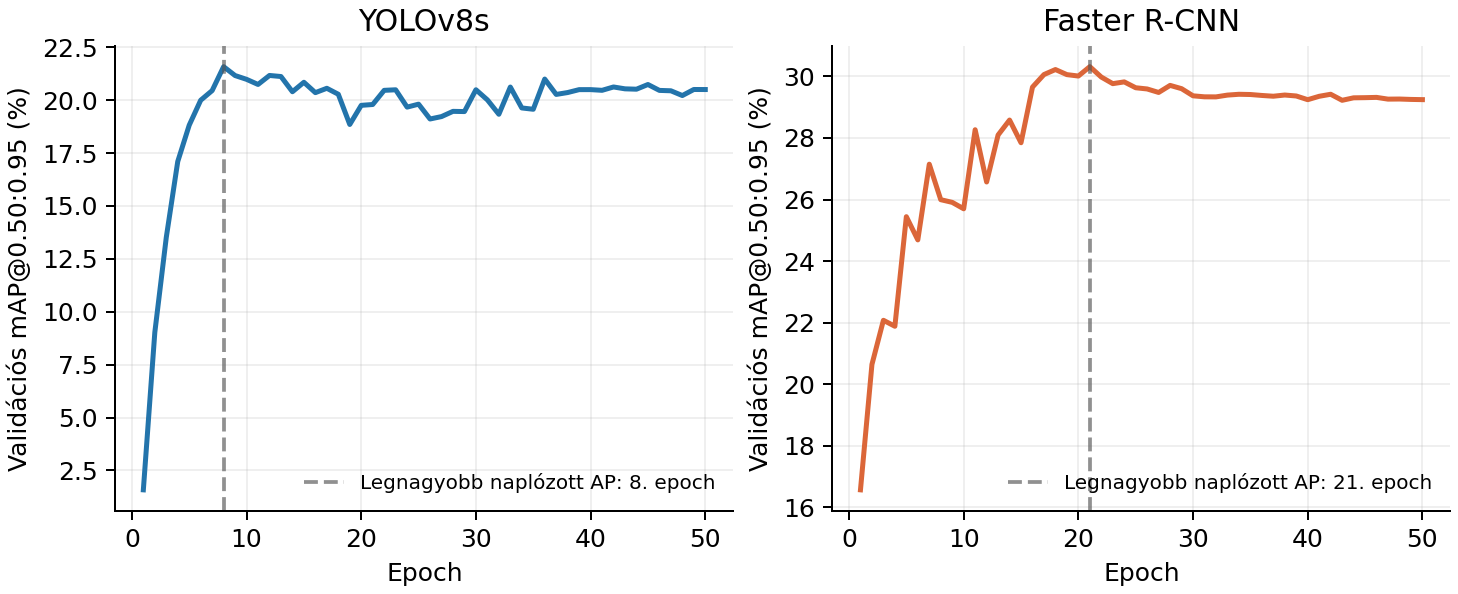 YOLOv8s
Validációs mAP@0.50:0.95 (%)
22.5
20.0
17.5
15.0
12.5
10.0
7.5
5.0
2.5
Legnagyobb naplózott AP: 8. epoch
0 10 20 30 40 50
Epoch
Faster R-CNN
Validációs mAP@0.50:0.95 (%)
30
28
26
24
22
20
18
16
Legnagyobb naplózott AP: 21. epoch
0 10 20 30 40 50
Epoch